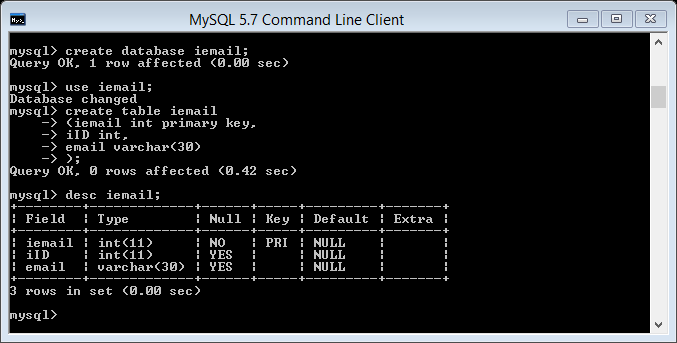 MySQL 5.7 Command Line Client
mysql> create database iemail;
Query OK, 1 row affected (0.00 sec)
mysql> use iemail;
Database changed
mysql> create table iemail
    -> (iemail int primary key,
    -> iID int,
    -> email varchar(30)
    -> );
Query OK, 0 rows affected (0.42 sec)
mysql> desc iemail;
+--------+-------------+------+-----+---------+-------+
| Field  | Type        | Null | Key | Default | Extra |
+--------+-------------+------+-----+---------+-------+
| iemail | int(11)     | NO   | PRI | NULL    |       |
| iID    | int(11)     | YES  |     | NULL    |       |
| email  | varchar(30) | YES  |     | NULL    |       |
+--------+-------------+------+-----+---------+-------+
3 rows in set (0.00 sec)
mysql>